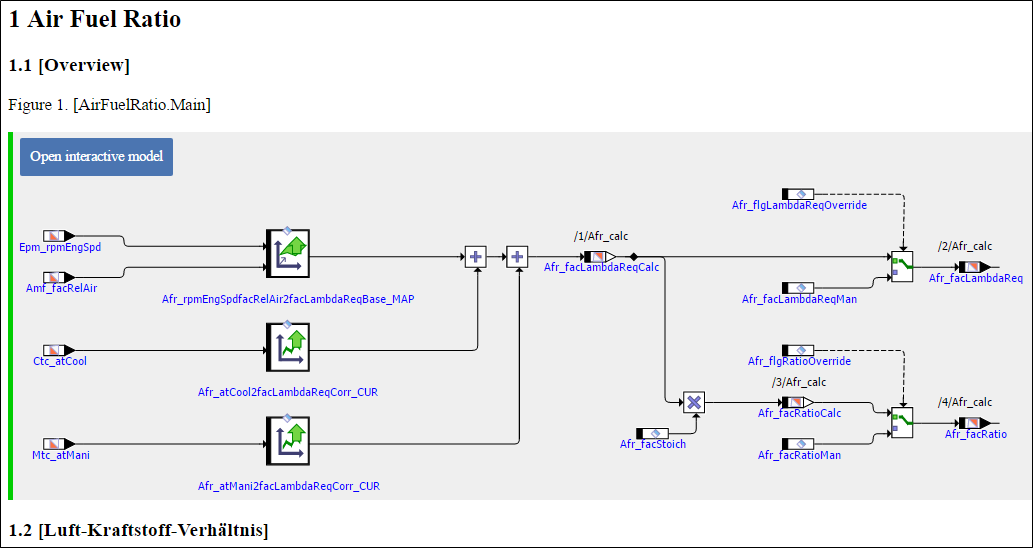 1 Air Fuel Ratio
1.1 [Overview]
Figure 1. [AirFuelRatio.Main]
Open interactive model
Afr_flgLambdaReqOverride
Epm_rpmEngSpd
/1/Afr_calc
/2/Afr_calc
Afr_facLambdaReqCalc
Afr_facLambdaReq
Amf_facRelAir
Afr_rpmEngSpdfacRelAir2facLambdaReqBase_MAP
Afr_facLambdaReqMan
Ctc_atCool
Afr_flgRatioOverride
Afr_atCool2facLambdaReqCorr_CUR
/3/Afr_calc
/4/Afr_calc
Afr_facRatioCalc
Afr_facRatio
Afr_facStoich
Mtc_atMani
Afr_facRatioMan
Afr_atMani2facLambdaReqCorr_CUR
1.2 [Luft-Kraftstoff-Verhältnis]